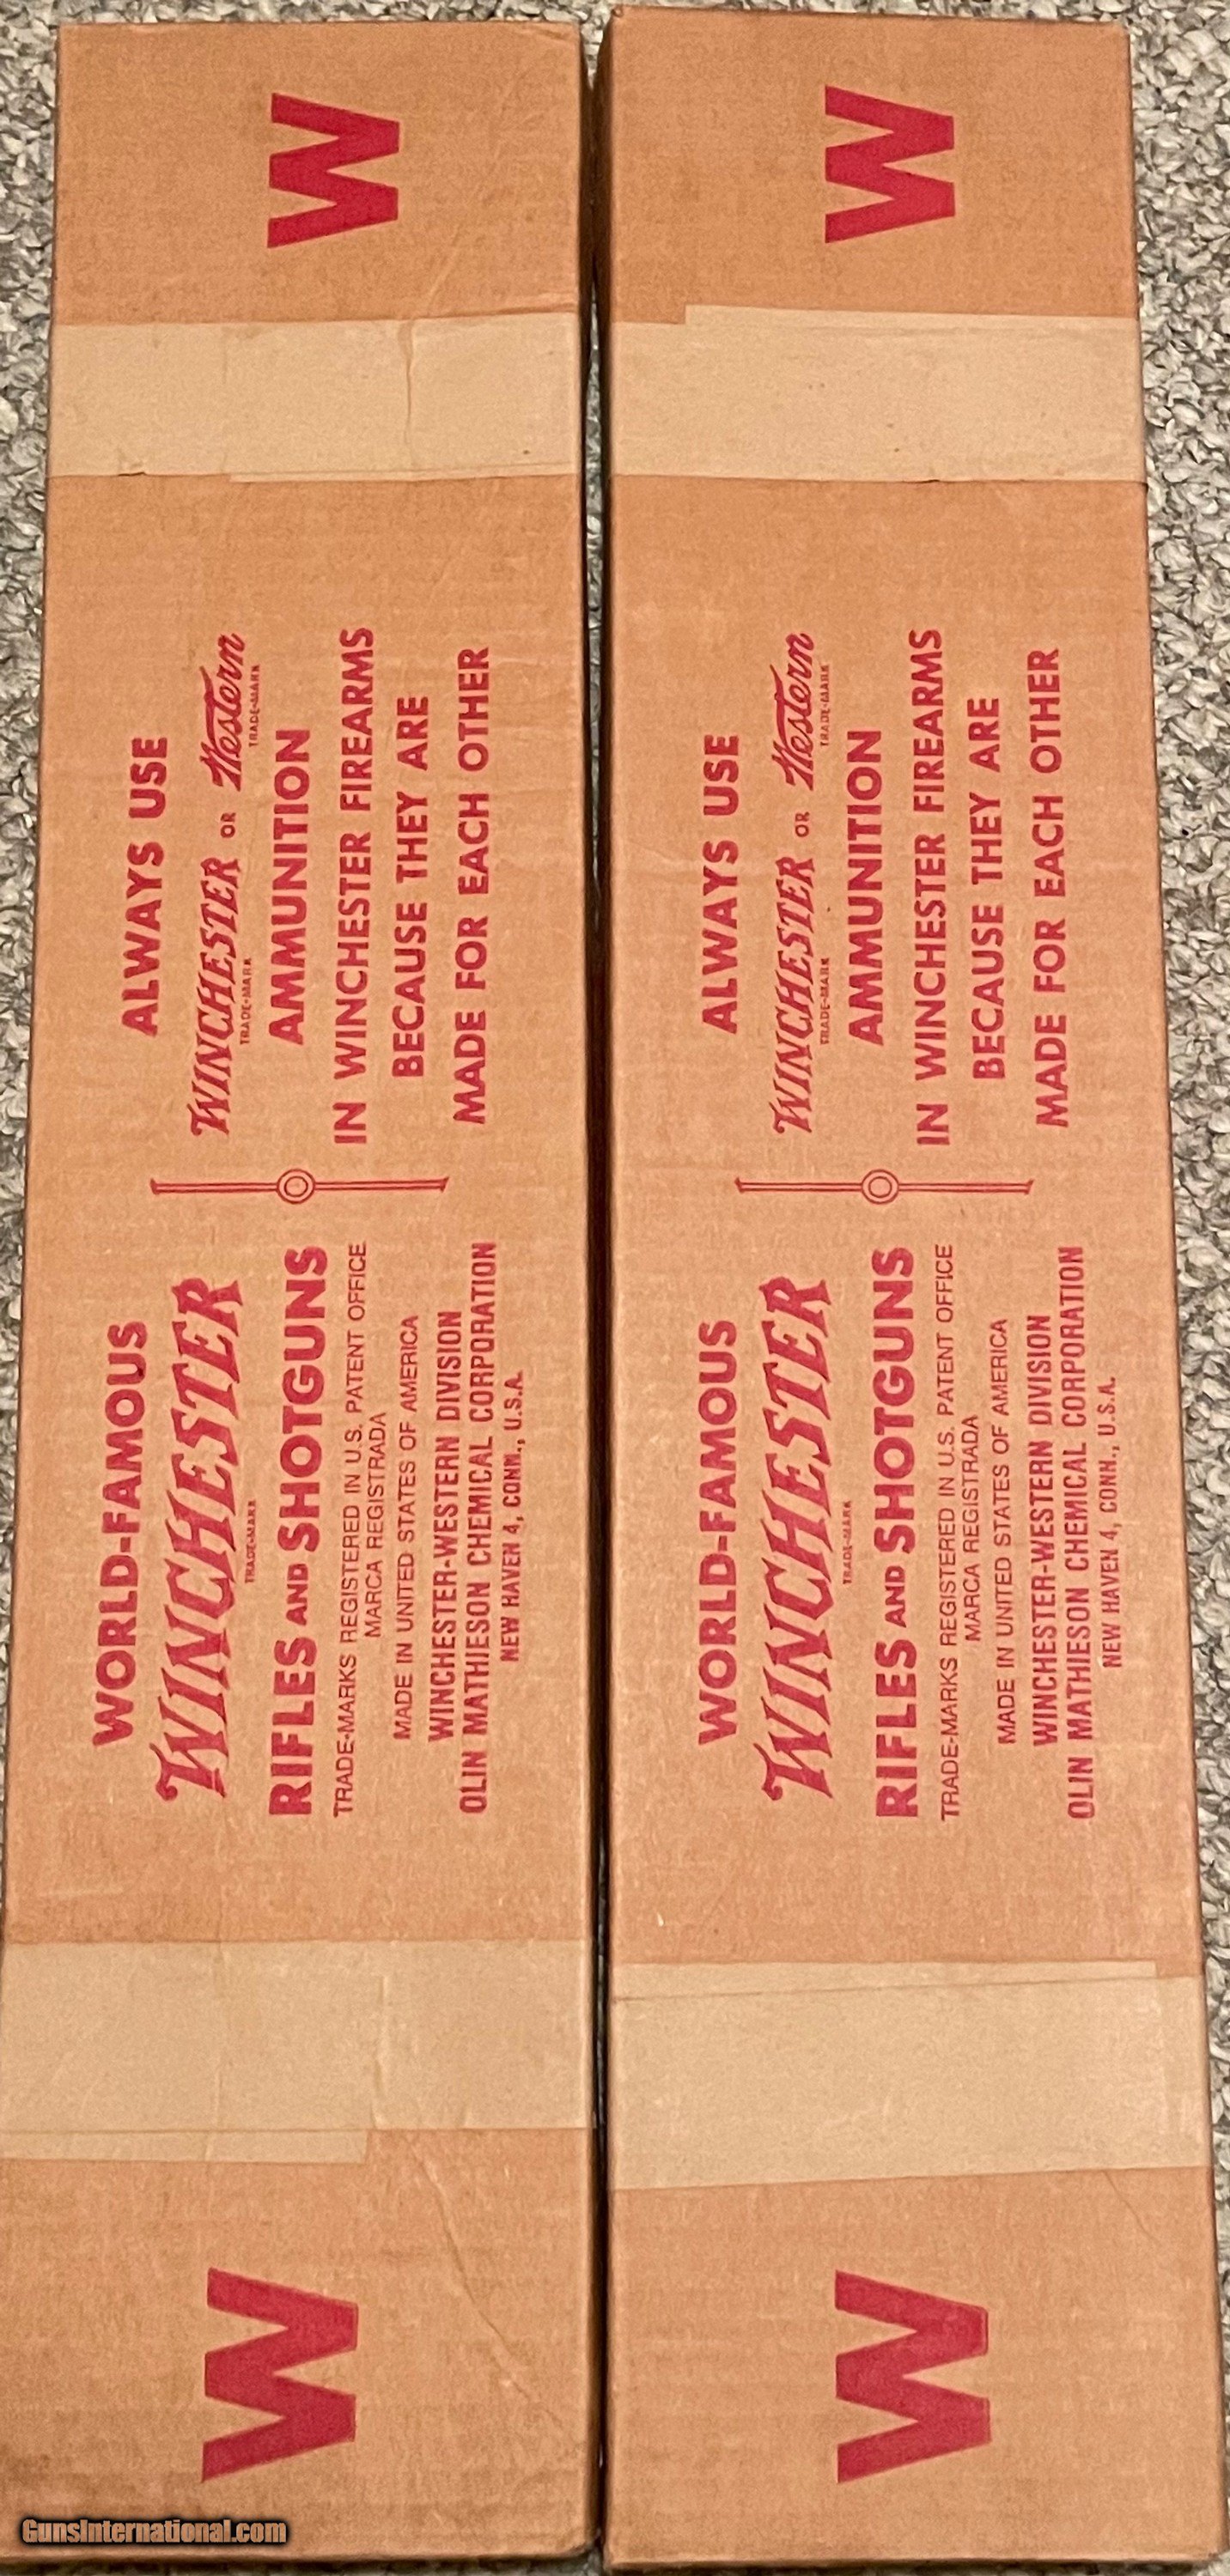 W
WORLD-FAMOUS
WINCHESTER
TRADE-MARK
RIFLES AND SHOTGUNS
TRADE-MARKS REGISTERED IN U.S. PATENT OFFICE
MARCA REGISTRADA
MADE IN UNITED STATES OF AMERICA
WINCHESTER-WESTERN DIVISION
OLIN MATHIESON CHEMICAL CORPORATION
NEW HAVEN 4, CONN., U.S.A.
ALWAYS USE
WINCHESTER OR Western
TRADE-MARK TRADE-MARK
AMMUNITION
IN WINCHESTER FIREARMS
BECAUSE THEY ARE
MADE FOR EACH OTHER
W
W
WORLD-FAMOUS
WINCHESTER
TRADE-MARK
RIFLES AND SHOTGUNS
TRADE-MARKS REGISTERED IN U.S. PATENT OFFICE
MARCA REGISTRADA
MADE IN UNITED STATES OF AMERICA
WINCHESTER-WESTERN DIVISION
OLIN MATHIESON CHEMICAL CORPORATION
NEW HAVEN 4, CONN., U.S.A.
ALWAYS USE
WINCHESTER OR Western
TRADE-MARK TRADE-MARK
AMMUNITION
IN WINCHESTER FIREARMS
BECAUSE THEY ARE
MADE FOR EACH OTHER
W
GunsInternational.com